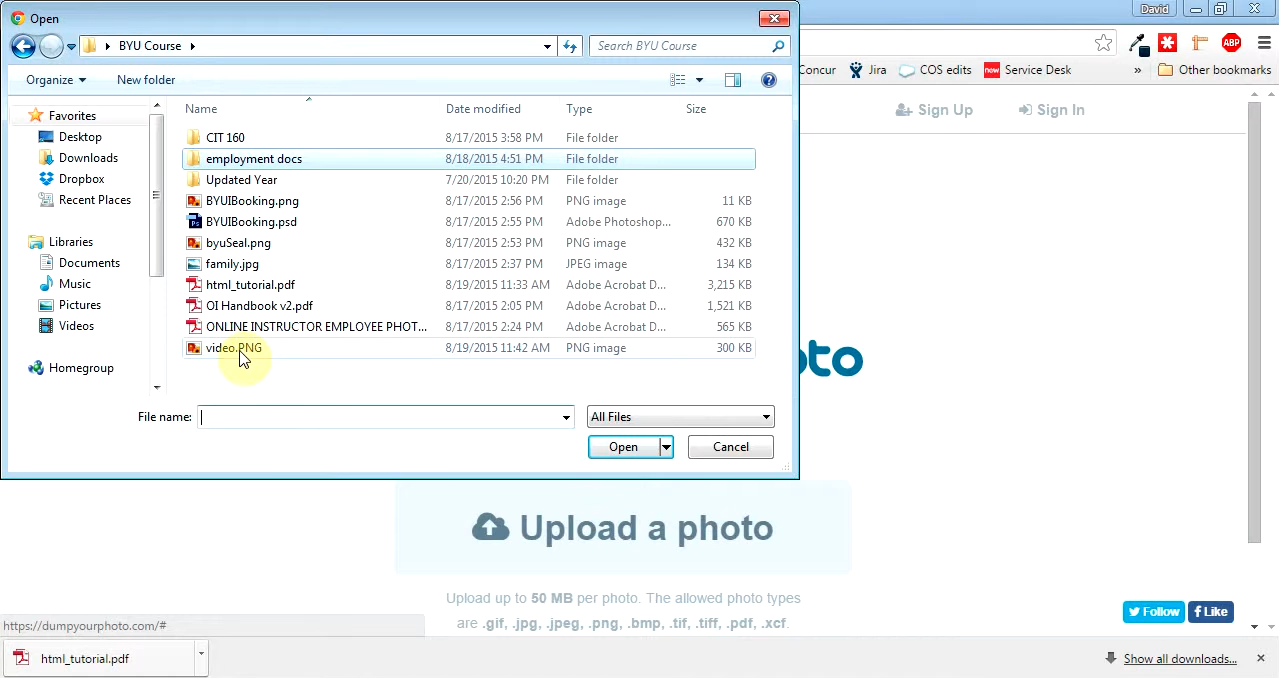 Open
David
BYU Course
Search BYU Course
Organize
New folder
Concur
Jira
COS edits
now
Service Desk
»
Other bookmarks
ABP
Name
Date modified
Type
Size
Sign Up
Sign In
Favorites
Desktop
Downloads
Dropbox
Recent Places
Libraries
Documents
Music
Pictures
Videos
Homegroup
CIT 160 8/17/2015 3:58 PM File folder
employment docs 8/18/2015 4:51 PM File folder
Updated Year 7/20/2015 10:20 PM File folder
BYUIBooking.png 8/17/2015 2:56 PM PNG image 11 KB
BYUIBooking.psd 8/17/2015 2:55 PM Adobe Photoshop... 670 KB
byuSeal.png 8/17/2015 2:53 PM PNG image 432 KB
family.jpg 8/17/2015 2:37 PM JPEG image 134 KB
html_tutorial.pdf 8/19/2015 11:33 AM Adobe Acrobat D... 3,215 KB
OI Handbook v2.pdf 8/17/2015 2:05 PM Adobe Acrobat D... 1,521 KB
ONLINE INSTRUCTOR EMPLOYEE PHOT... 8/17/2015 2:24 PM Adobe Acrobat D... 565 KB
video.PNG 8/19/2015 11:42 AM PNG image 300 KB
oto
File name:
All Files
Open
Cancel
Upload a photo
Upload up to 50 MB per photo. The allowed photo types
are .gif, .jpg, .jpeg, .png, .bmp, .tif, .tiff, .pdf, .xcf.
Follow
Like
https://dumpyourphoto.com/#
html_tutorial.pdf
Show all downloads...